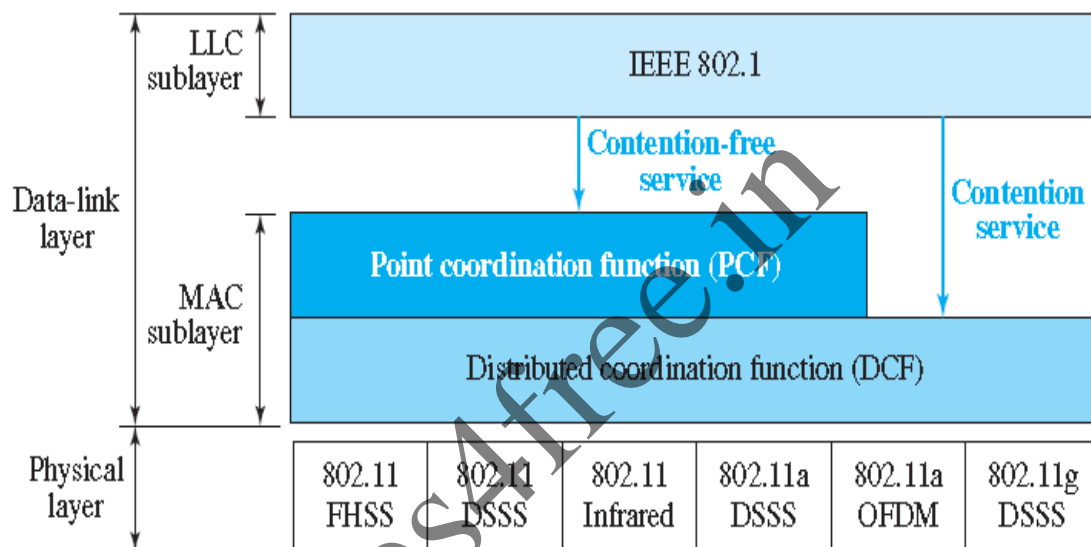 LLC
sublayer
IEEE 802.1
Contention-free
service
Contention
service
Data-link
layer
Point coordination function (PCF)
MAC
sublayer
Distributed coordination function (DCF)
Physical
layer
802.11
FHSS
802.11
DSSS
802.11
Infrared
802.11a
DSSS
802.11a
OFDM
802.11g
DSSS
es4free.in